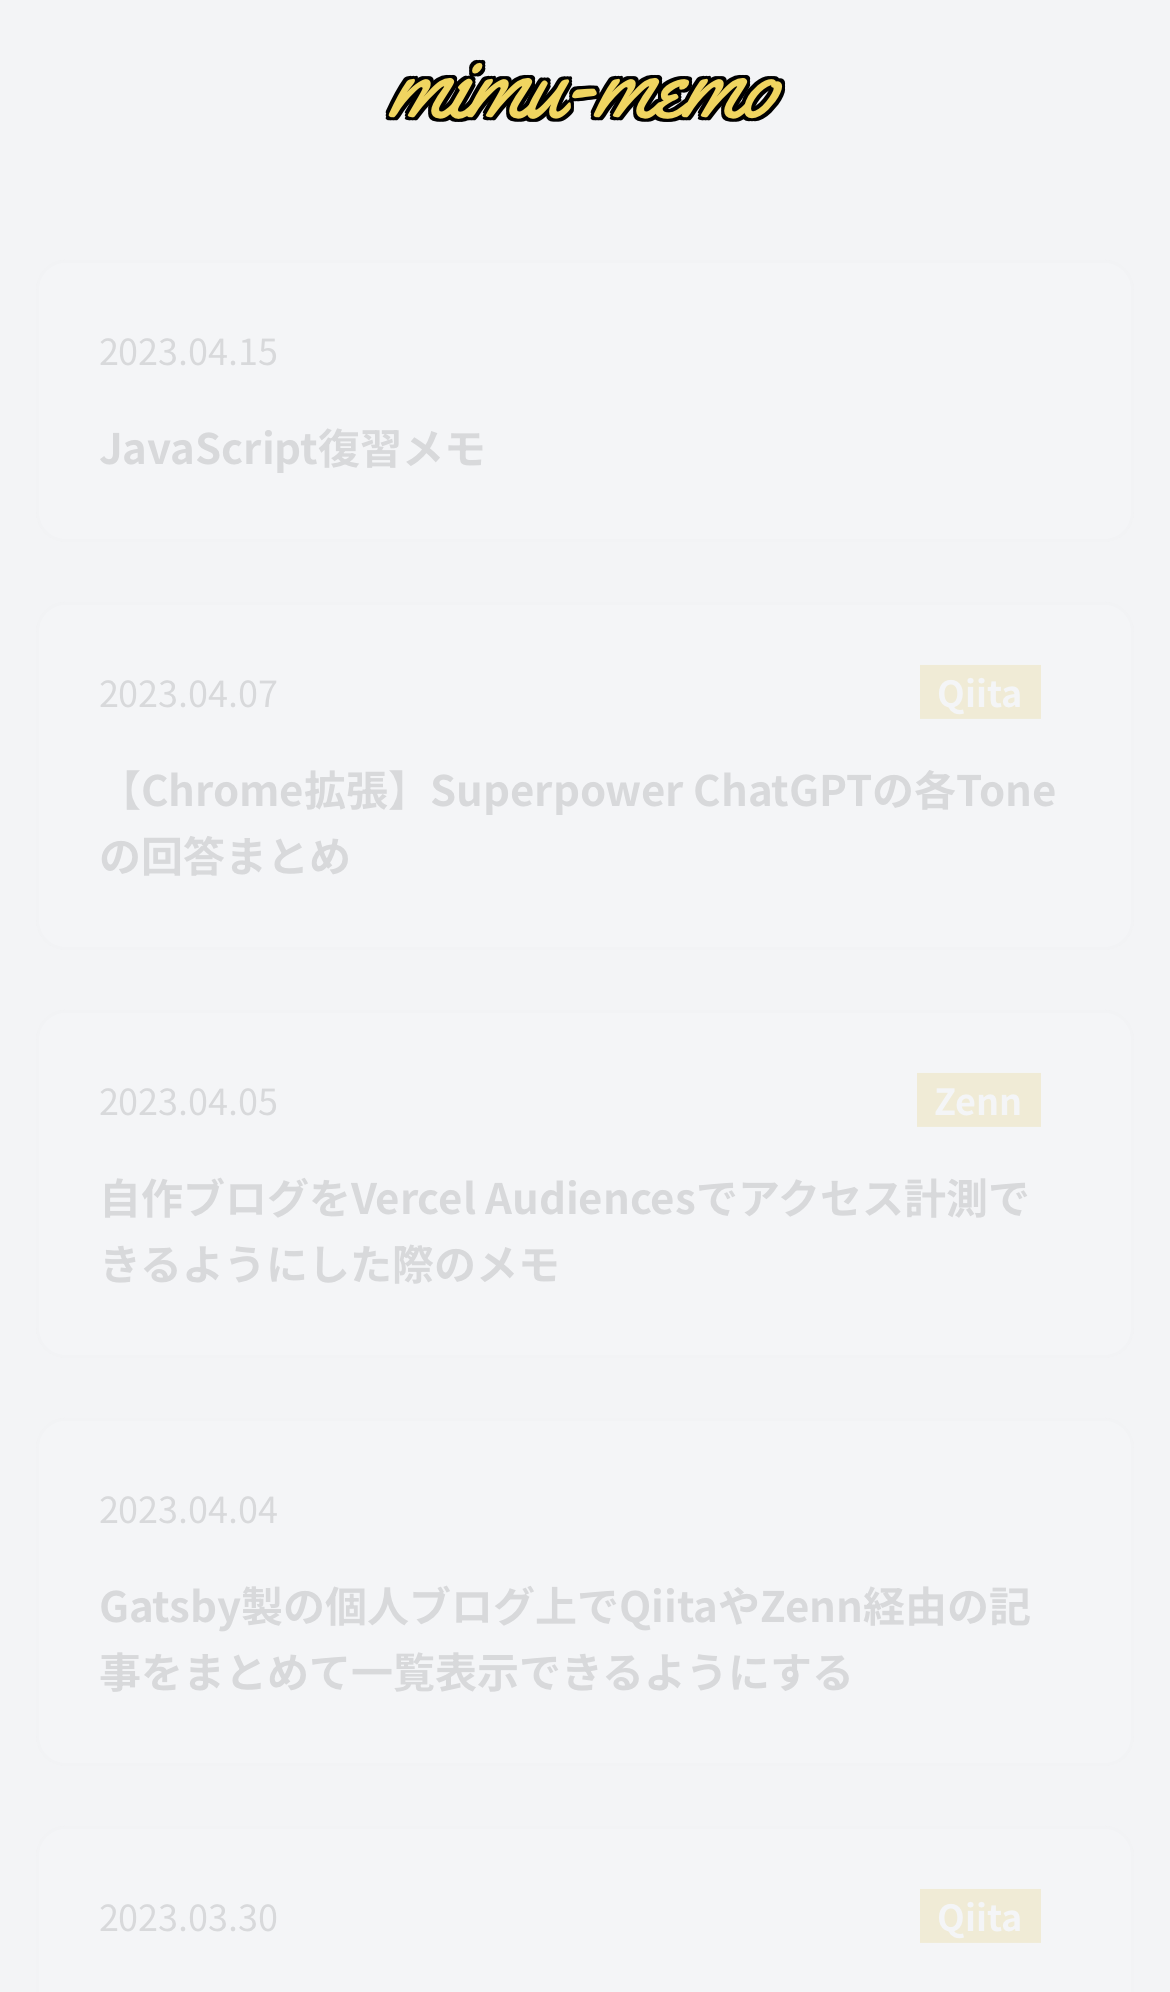 mimu-memo
2023.04.15
JavaScript復習メモ
2023.04.07
Qiita
【Chrome拡張】Superpower ChatGPTの各Tone
の回答まとめ
2023.04.05
Zenn
自作ブログをVercel Audiencesでアクセス計測で
きるようにした際のメモ
2023.04.04
Gatsby製の個人ブログ上でQiitaやZenn経由の記
事をまとめて一覧表示できるようにする
2023.03.30
Qiita